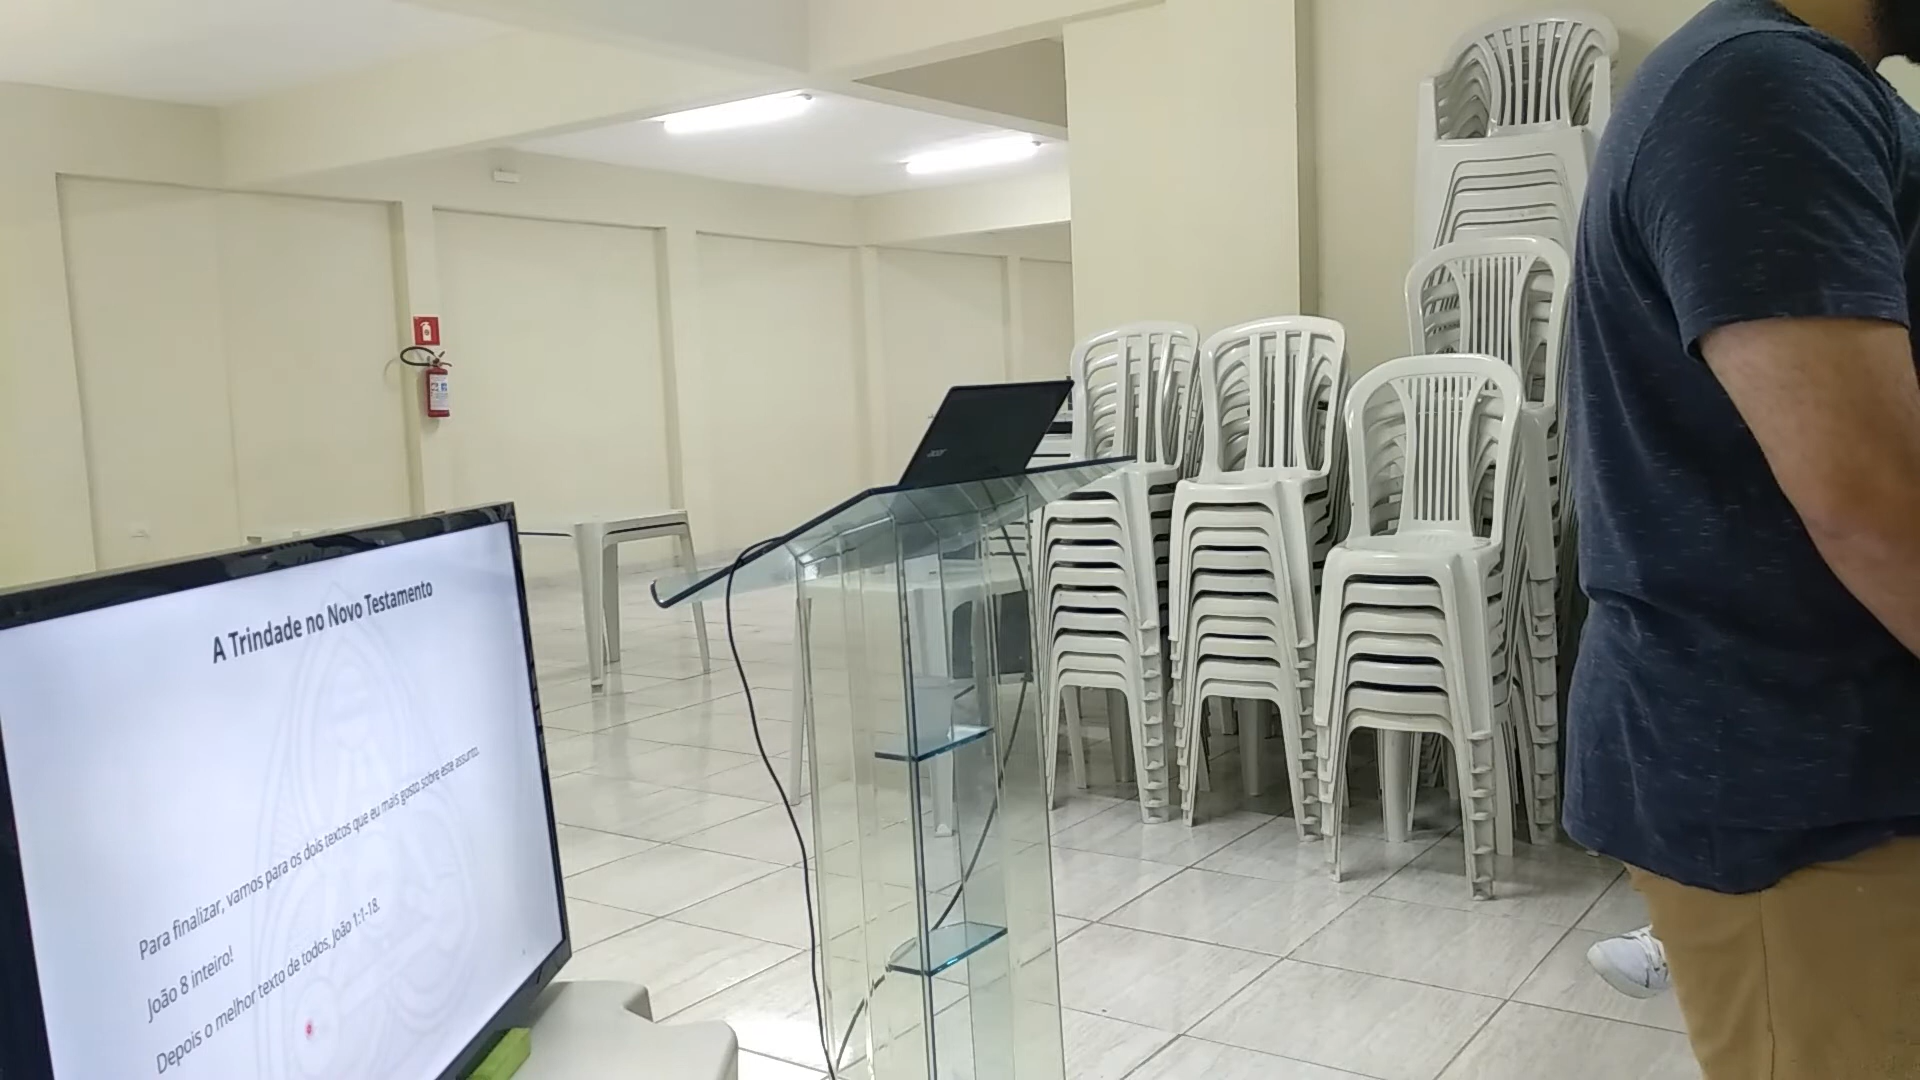 A Trindade no Novo Testamento
Para finalizar, vamos para os dois textos que eu mais gosto sobre este assunto.
João 8 inteiro!
Depois o melhor texto de todos, João 1:1-18.
acer